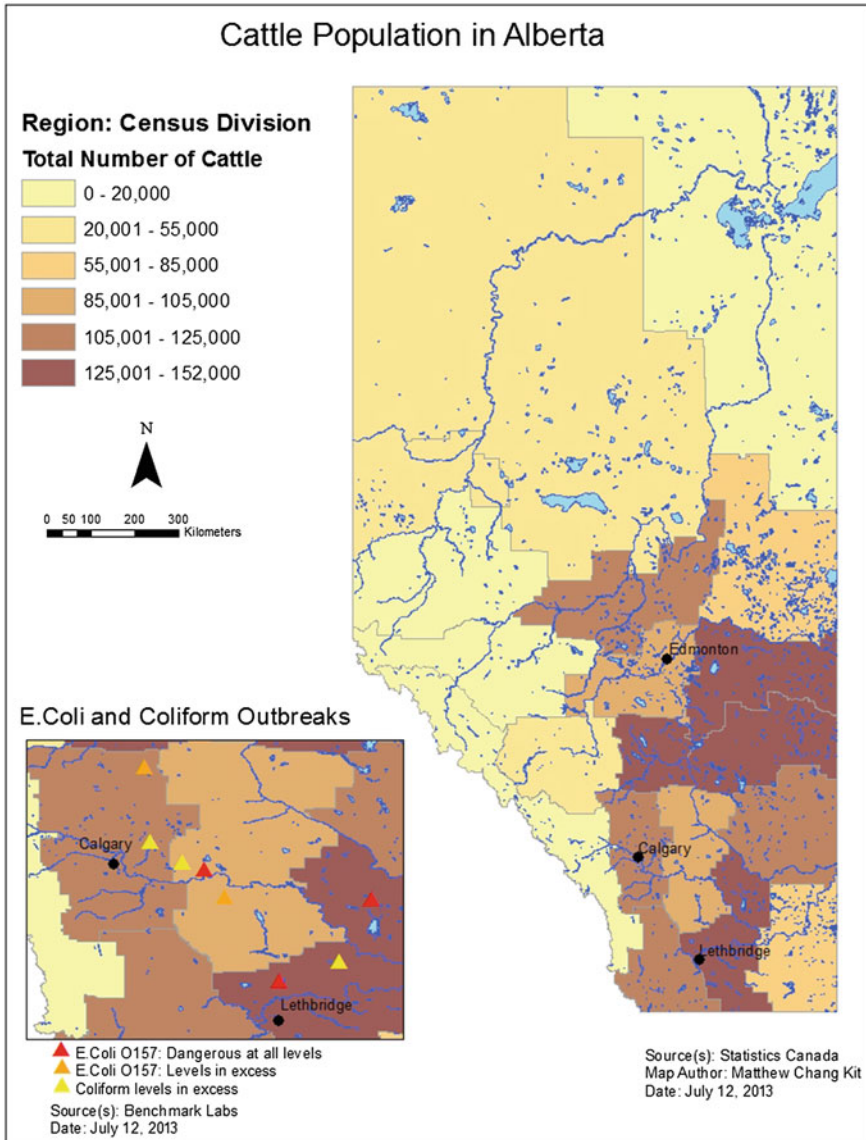 Cattle Population in Alberta
Region: Census Division
Total Number of Cattle
0 - 20,000
20,001 - 55,000
55,001 - 85,000
85,001 - 105,000
105,001 - 125,000
125,001 - 152,000
N
0 50 100 200 300
Kilometers
Edmonton
Calgary
Lethbridge
E.Coli and Coliform Outbreaks
Calgary
Lethbridge
E.Coli O157: Dangerous at all levels
E.Coli O157: Levels in excess
Coliform levels in excess
Source(s): Benchmark Labs
Date: July 12, 2013
Source(s): Statistics Canada
Map Author: Matthew Chang Kit
Date: July 12, 2013